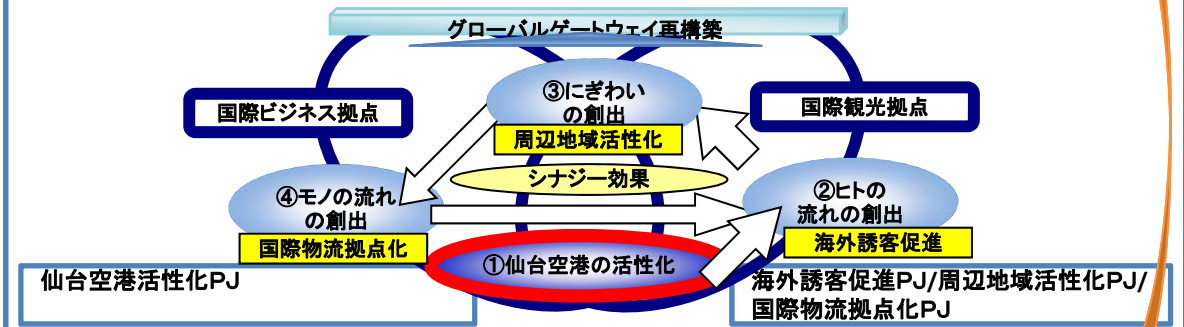 グローバルゲートウェイ再構築
③にぎわい
の創出
周辺地域活性化
国際ビジネス拠点
国際観光拠点
シナジー効果
④モノの流れ
の創出
国際物流拠点化
②ヒトの
流れの創出
海外誘客促進
①仙台空港の活性化
仙台空港活性化PJ
海外誘客促進PJ/周辺地域活性化PJ/
国際物流拠点化PJ